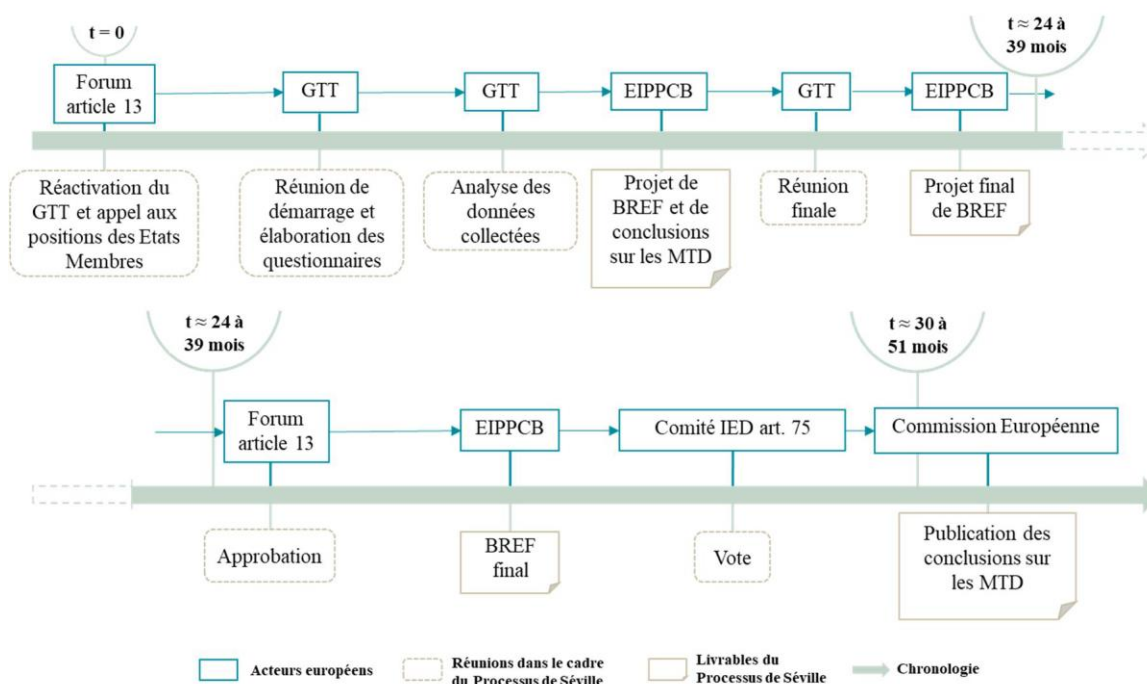 t = 0
t ≈ 24 à
39 mois
Forum
article 13
GTT
GTT
EIPPCB
GTT
EIPPCB
Réactivation du
GTT et appel aux
positions des Etats
Membres
Réunion de
démarrage et
élaboration des
questionnaires
Analyse des
données
collectées
Projet de
BREF et de
conclusions
sur les MTD
Réunion
finale
Projet final
de BREF
t ≈ 24 à
39 mois
t ≈ 30 à
51 mois
Forum
article 13
EIPPCB
Comité IED art. 75
Commission Européenne
Approbation
BREF
final
Vote
Publication des
conclusions sur
les MTD
Acteurs européens
Réunions dans le cadre
du Processus de Séville
Livrables du
Processus de Séville
Chronologie